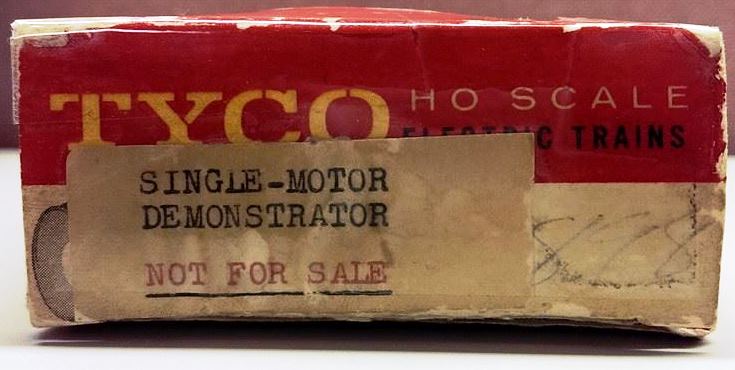 TYCO HO SCALE
ELECTRIC TRAINS
SINGLE-MOTOR
DEMONSTRATOR
NOT FOR SALE